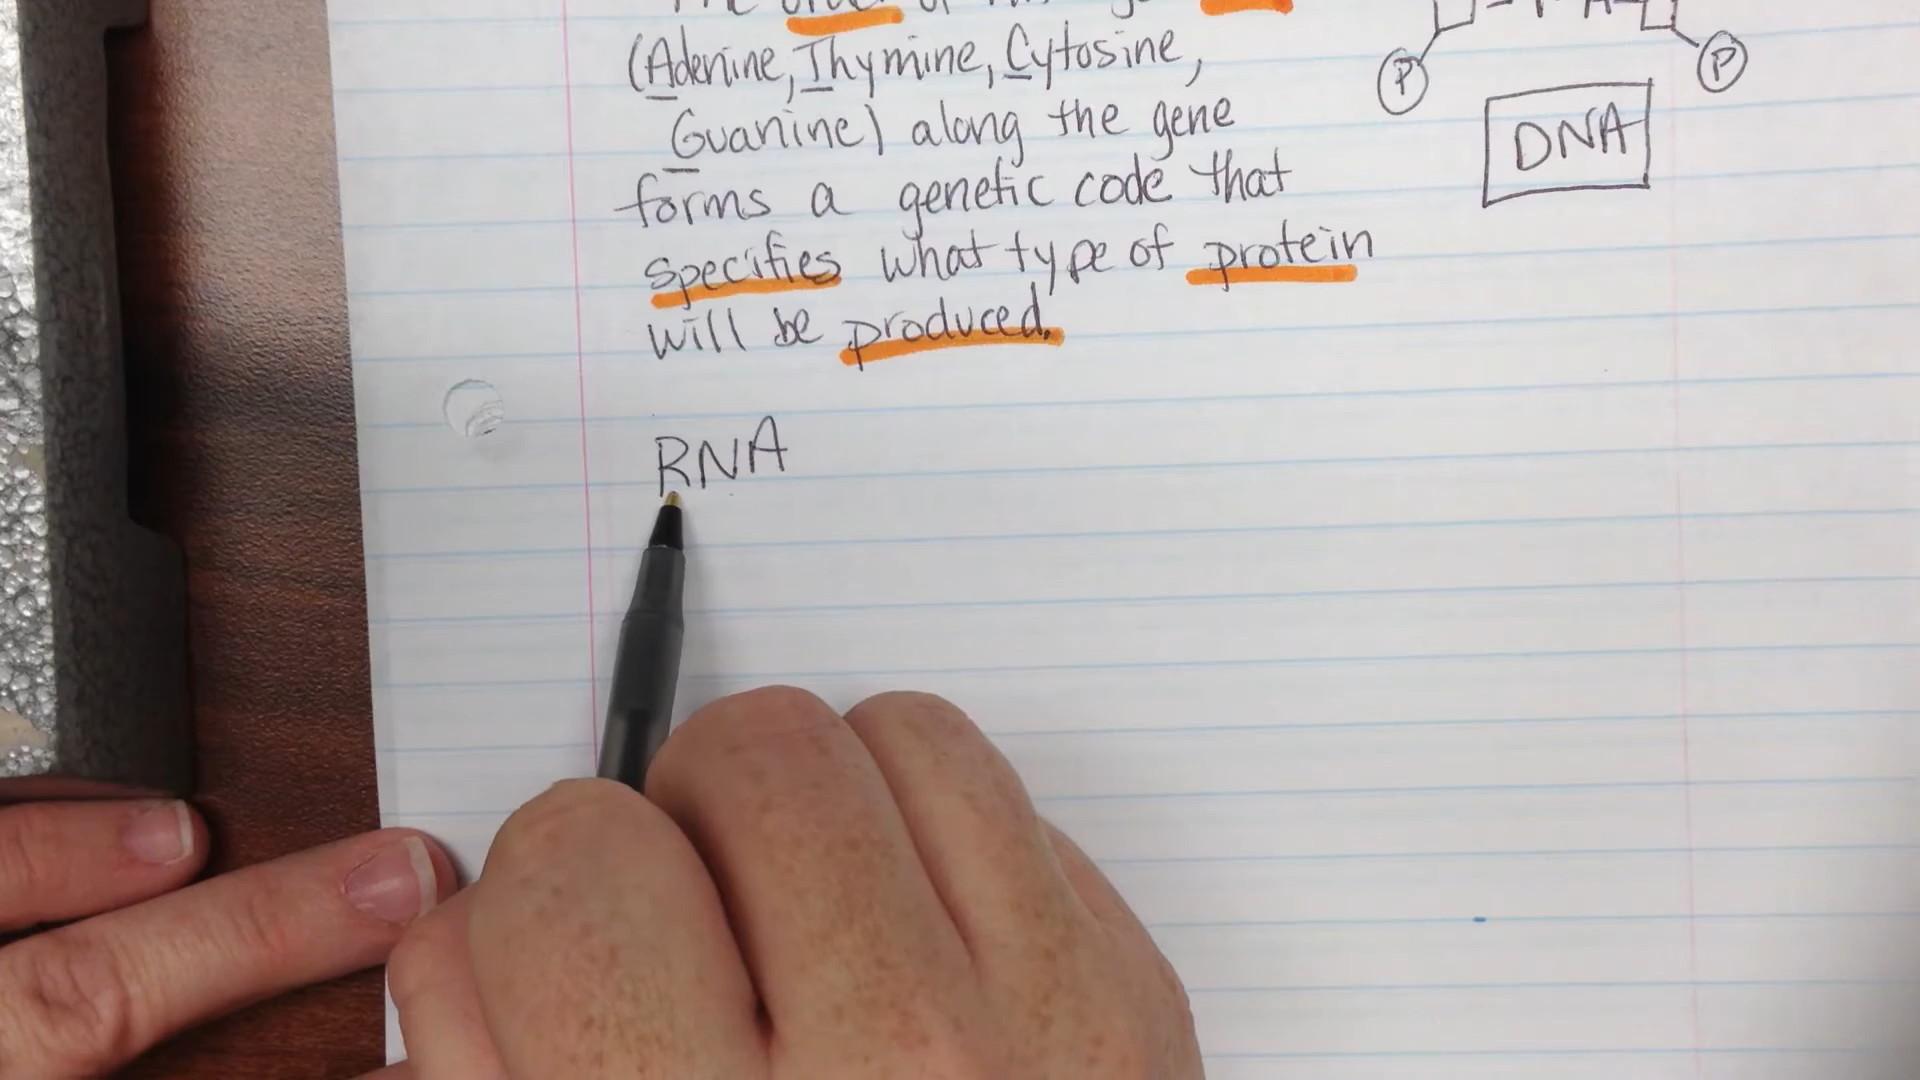 (Adenine, Thymine, Cytosine,
Guanine) along the gene
forms a genetic code that
specifies what type of protein
will be produced.
RNA
P
P
DNA